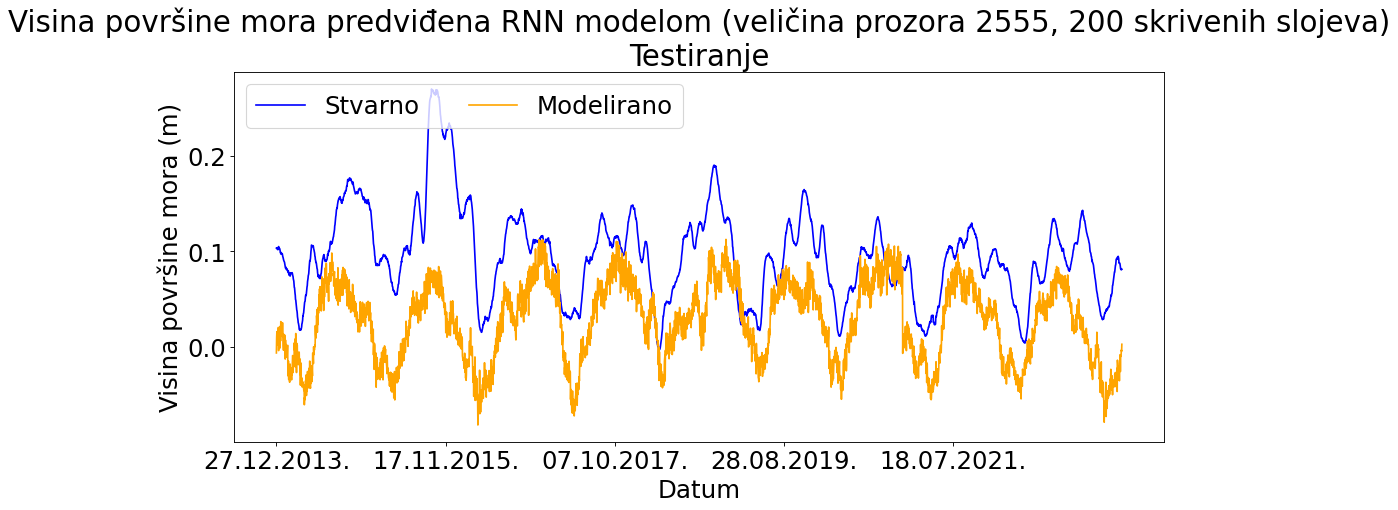 Visina površine mora predviđena RNN modelom (veličina prozora 2555, 200 skrivenih slojeva)
Testiranje
Stvarno
Modelirano
Visina površine mora (m)
0.2
0.1
0.0
27.12.2013.
17.11.2015.
07.10.2017.
28.08.2019.
18.07.2021.
Datum